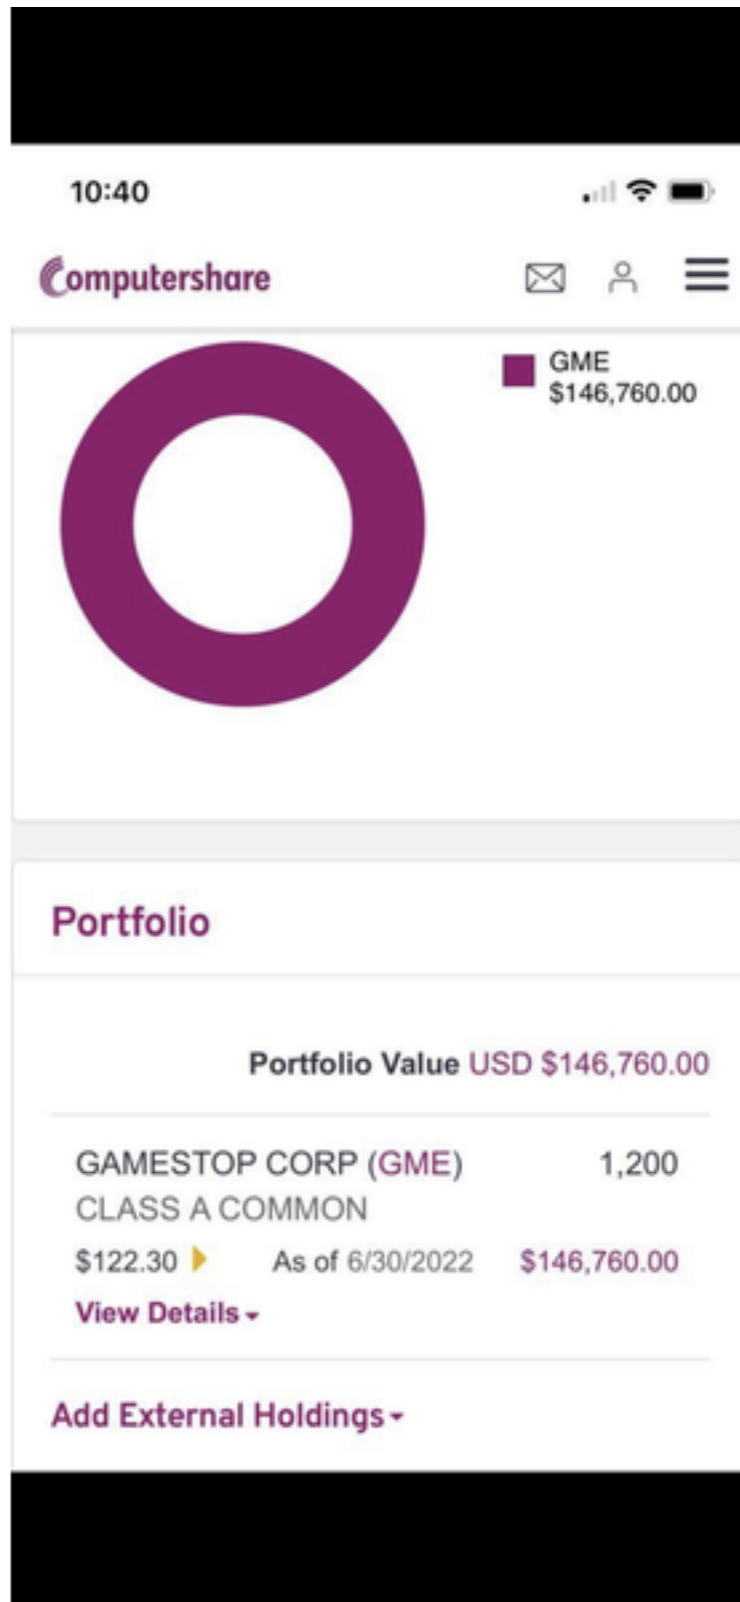 10:40
Computershare
GME
$146,760.00
Portfolio
Portfolio Value USD $146,760.00
GAMESTOP CORP (GME) 1,200
CLASS A COMMON
$122.30 As of 6/30/2022 $146,760.00
View Details
Add External Holdings